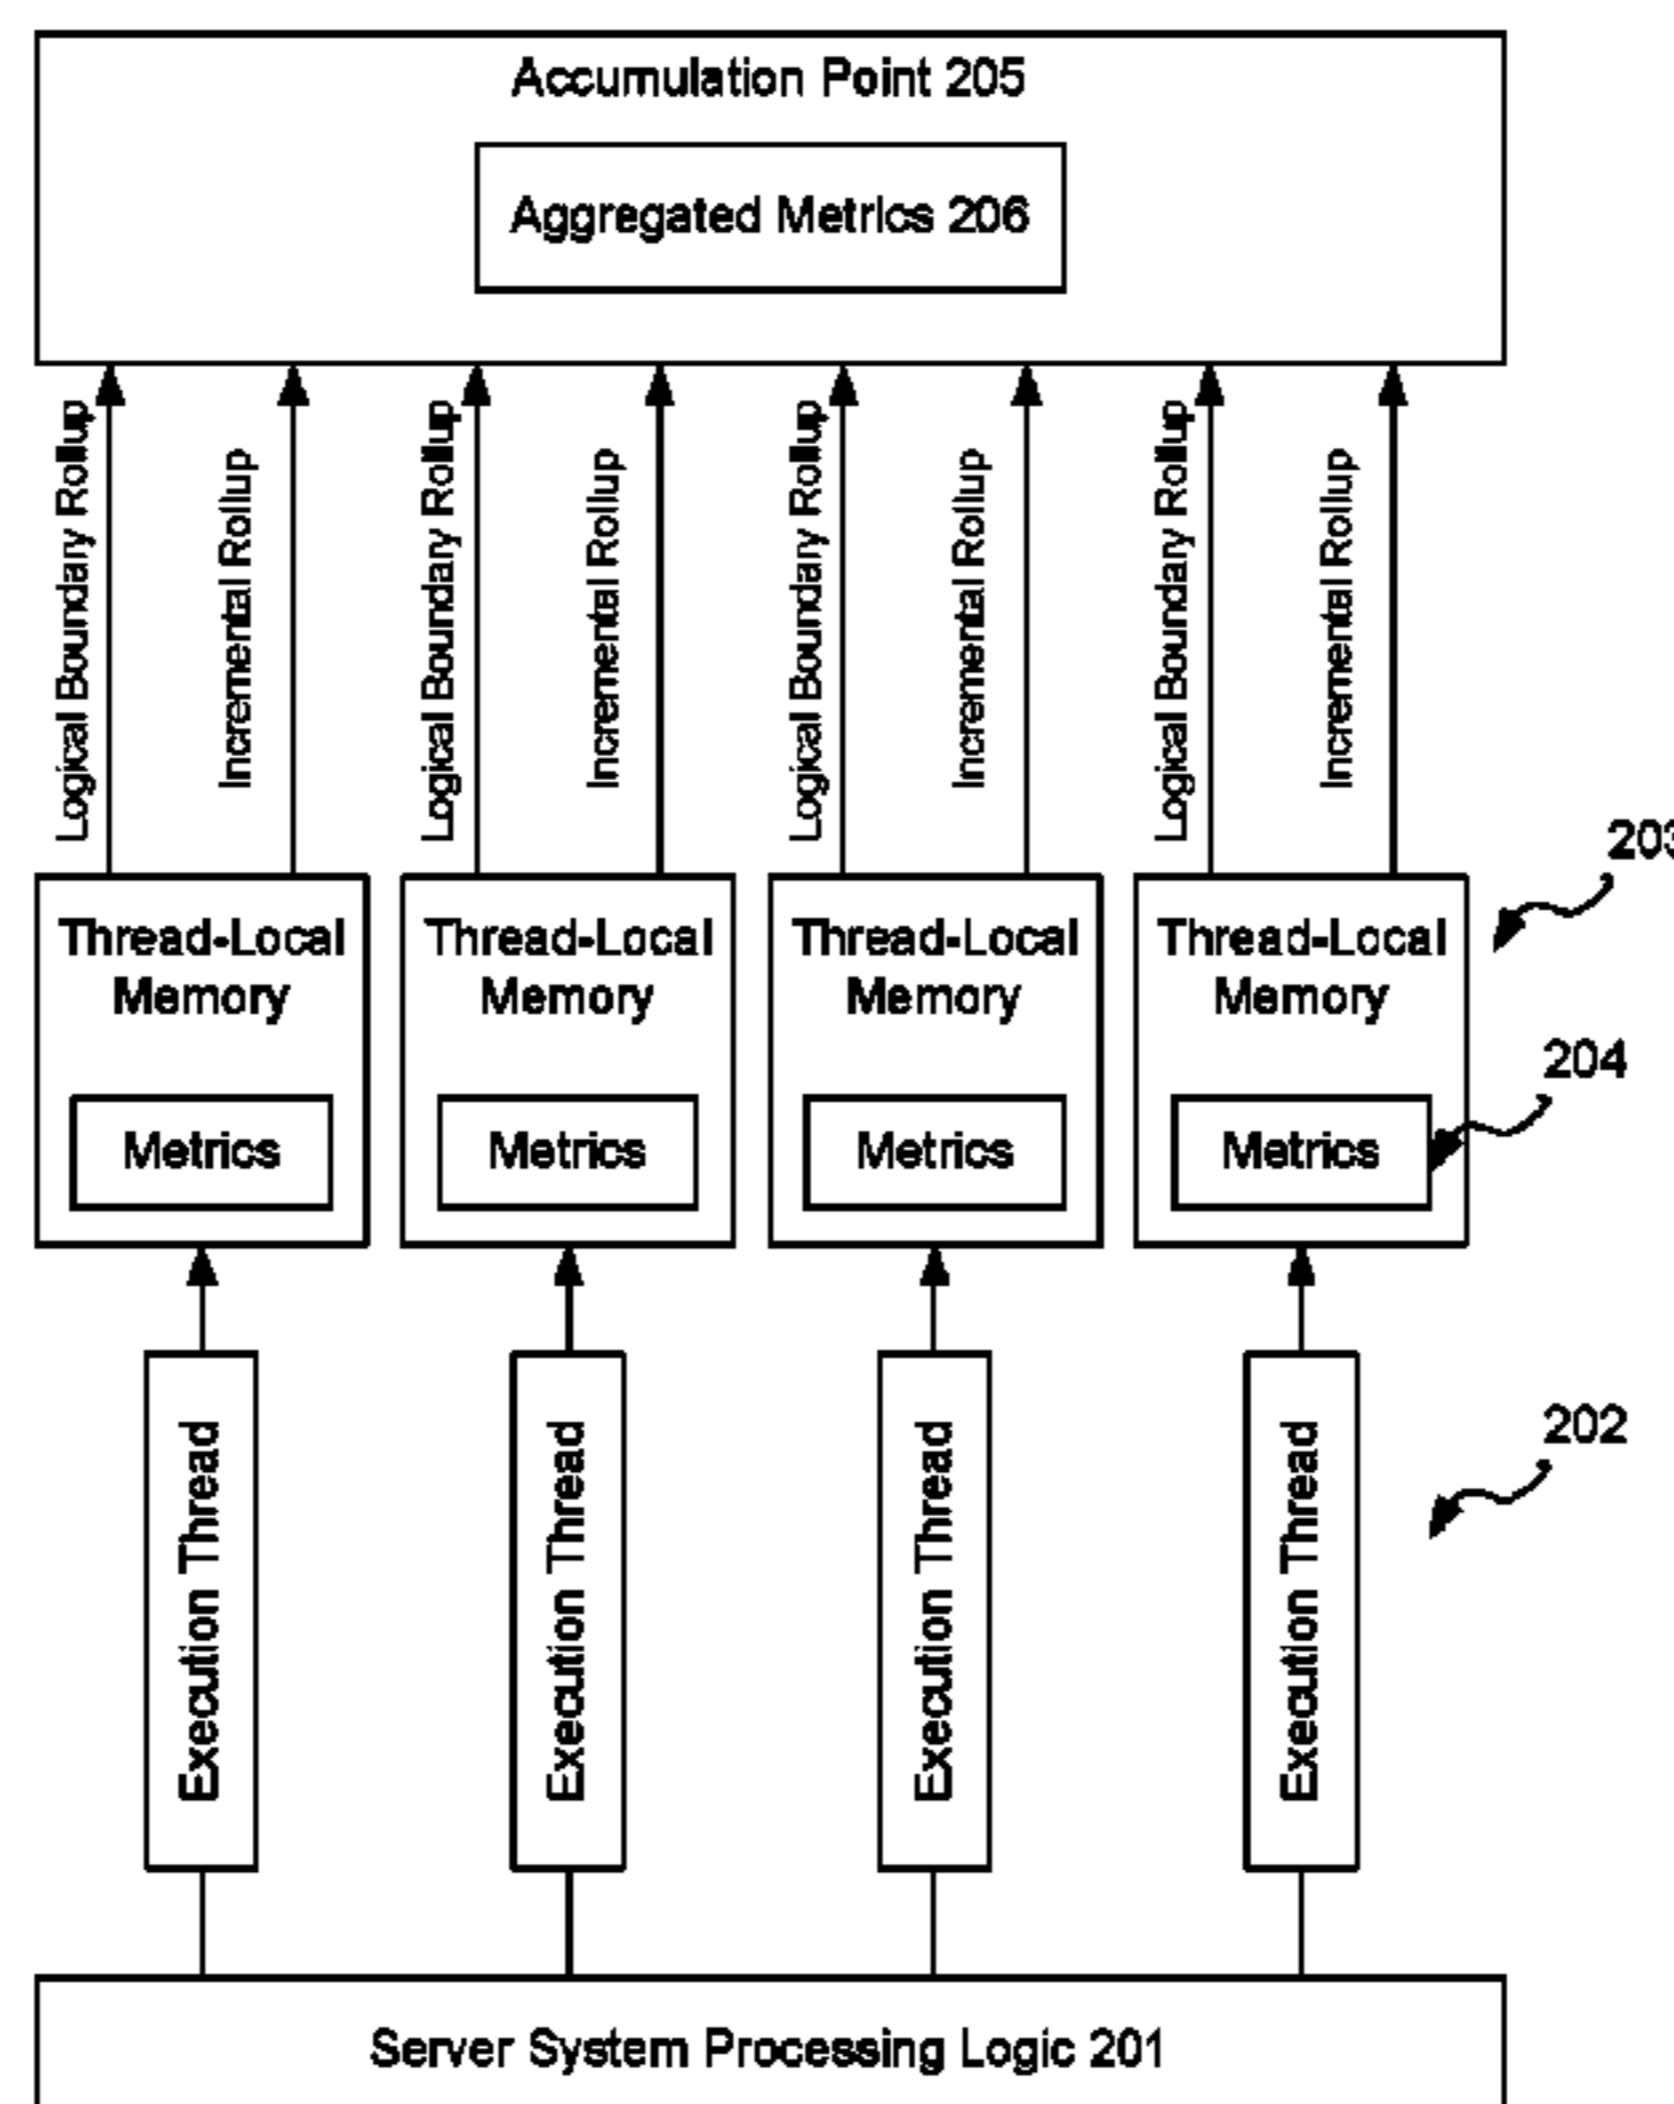 Accumulation Point 205
Aggregated Metrics 206
Logical Boundary Rollup
Incremental Rollup
Logical Boundary Rollup
Incremental Rollup
Logical Boundary Rollup
Incremental Rollup
Logical Boundary Rollup
Incremental Rollup
203
Thread-Local
Memory
Metrics
Thread-Local
Memory
Metrics
Thread-Local
Memory
Metrics
Thread-Local
Memory
Metrics
204
Execution Thread
Execution Thread
Execution Thread
Execution Thread
202
Server System Processing Logic 201